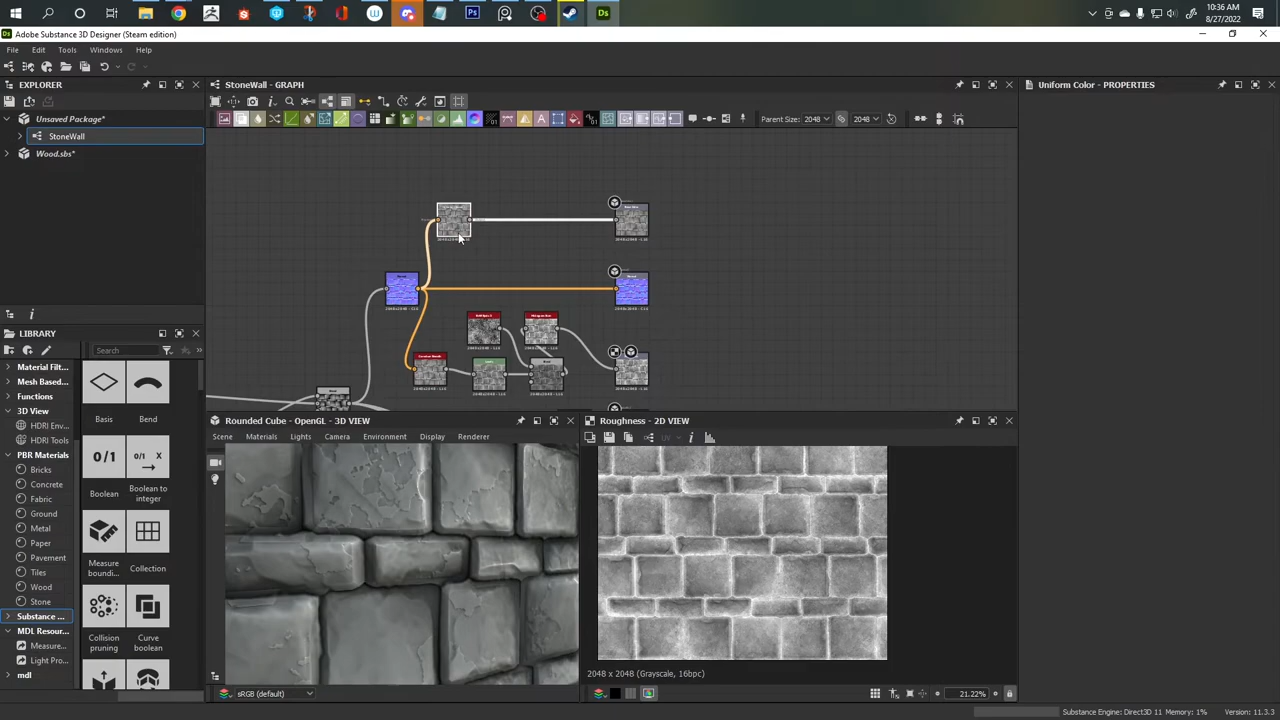 10:36 AM
8/27/2022
Adobe Substance 3D Designer (Steam edition)
File Edit Tools Windows Help
EXPLORER
Unsaved Package*
StoneWall
Wood.sbs*
StoneWall - GRAPH
Parent Size: 2048 2048
Uniform Color - PROPERTIES
LIBRARY
Search
Material Filt...
Mesh Based...
Functions
3D View
HDRI Env...
HDRI Tools
PBR Materials
Bricks
Concrete
Fabric
Ground
Metal
Paper
Pavement
Tiles
Wood
Stone
Substance ...
MDL Resour...
Measure...
Light Pro...
mdl
Basis Bend
0/1 0/1 X
Boolean Boolean to integer
Measure boundi... Collection
Collision pruning Curve boolean
Rounded Cube - OpenGL - 3D VIEW
Scene Materials Lights Camera Environment Display Renderer
sRGB (default)
Roughness - 2D VIEW
UV
2048 x 2048 (Grayscale, 16bpc)
21.22%
Substance Engine: Direct3D 11 Memory: 1% Version: 11.3.3